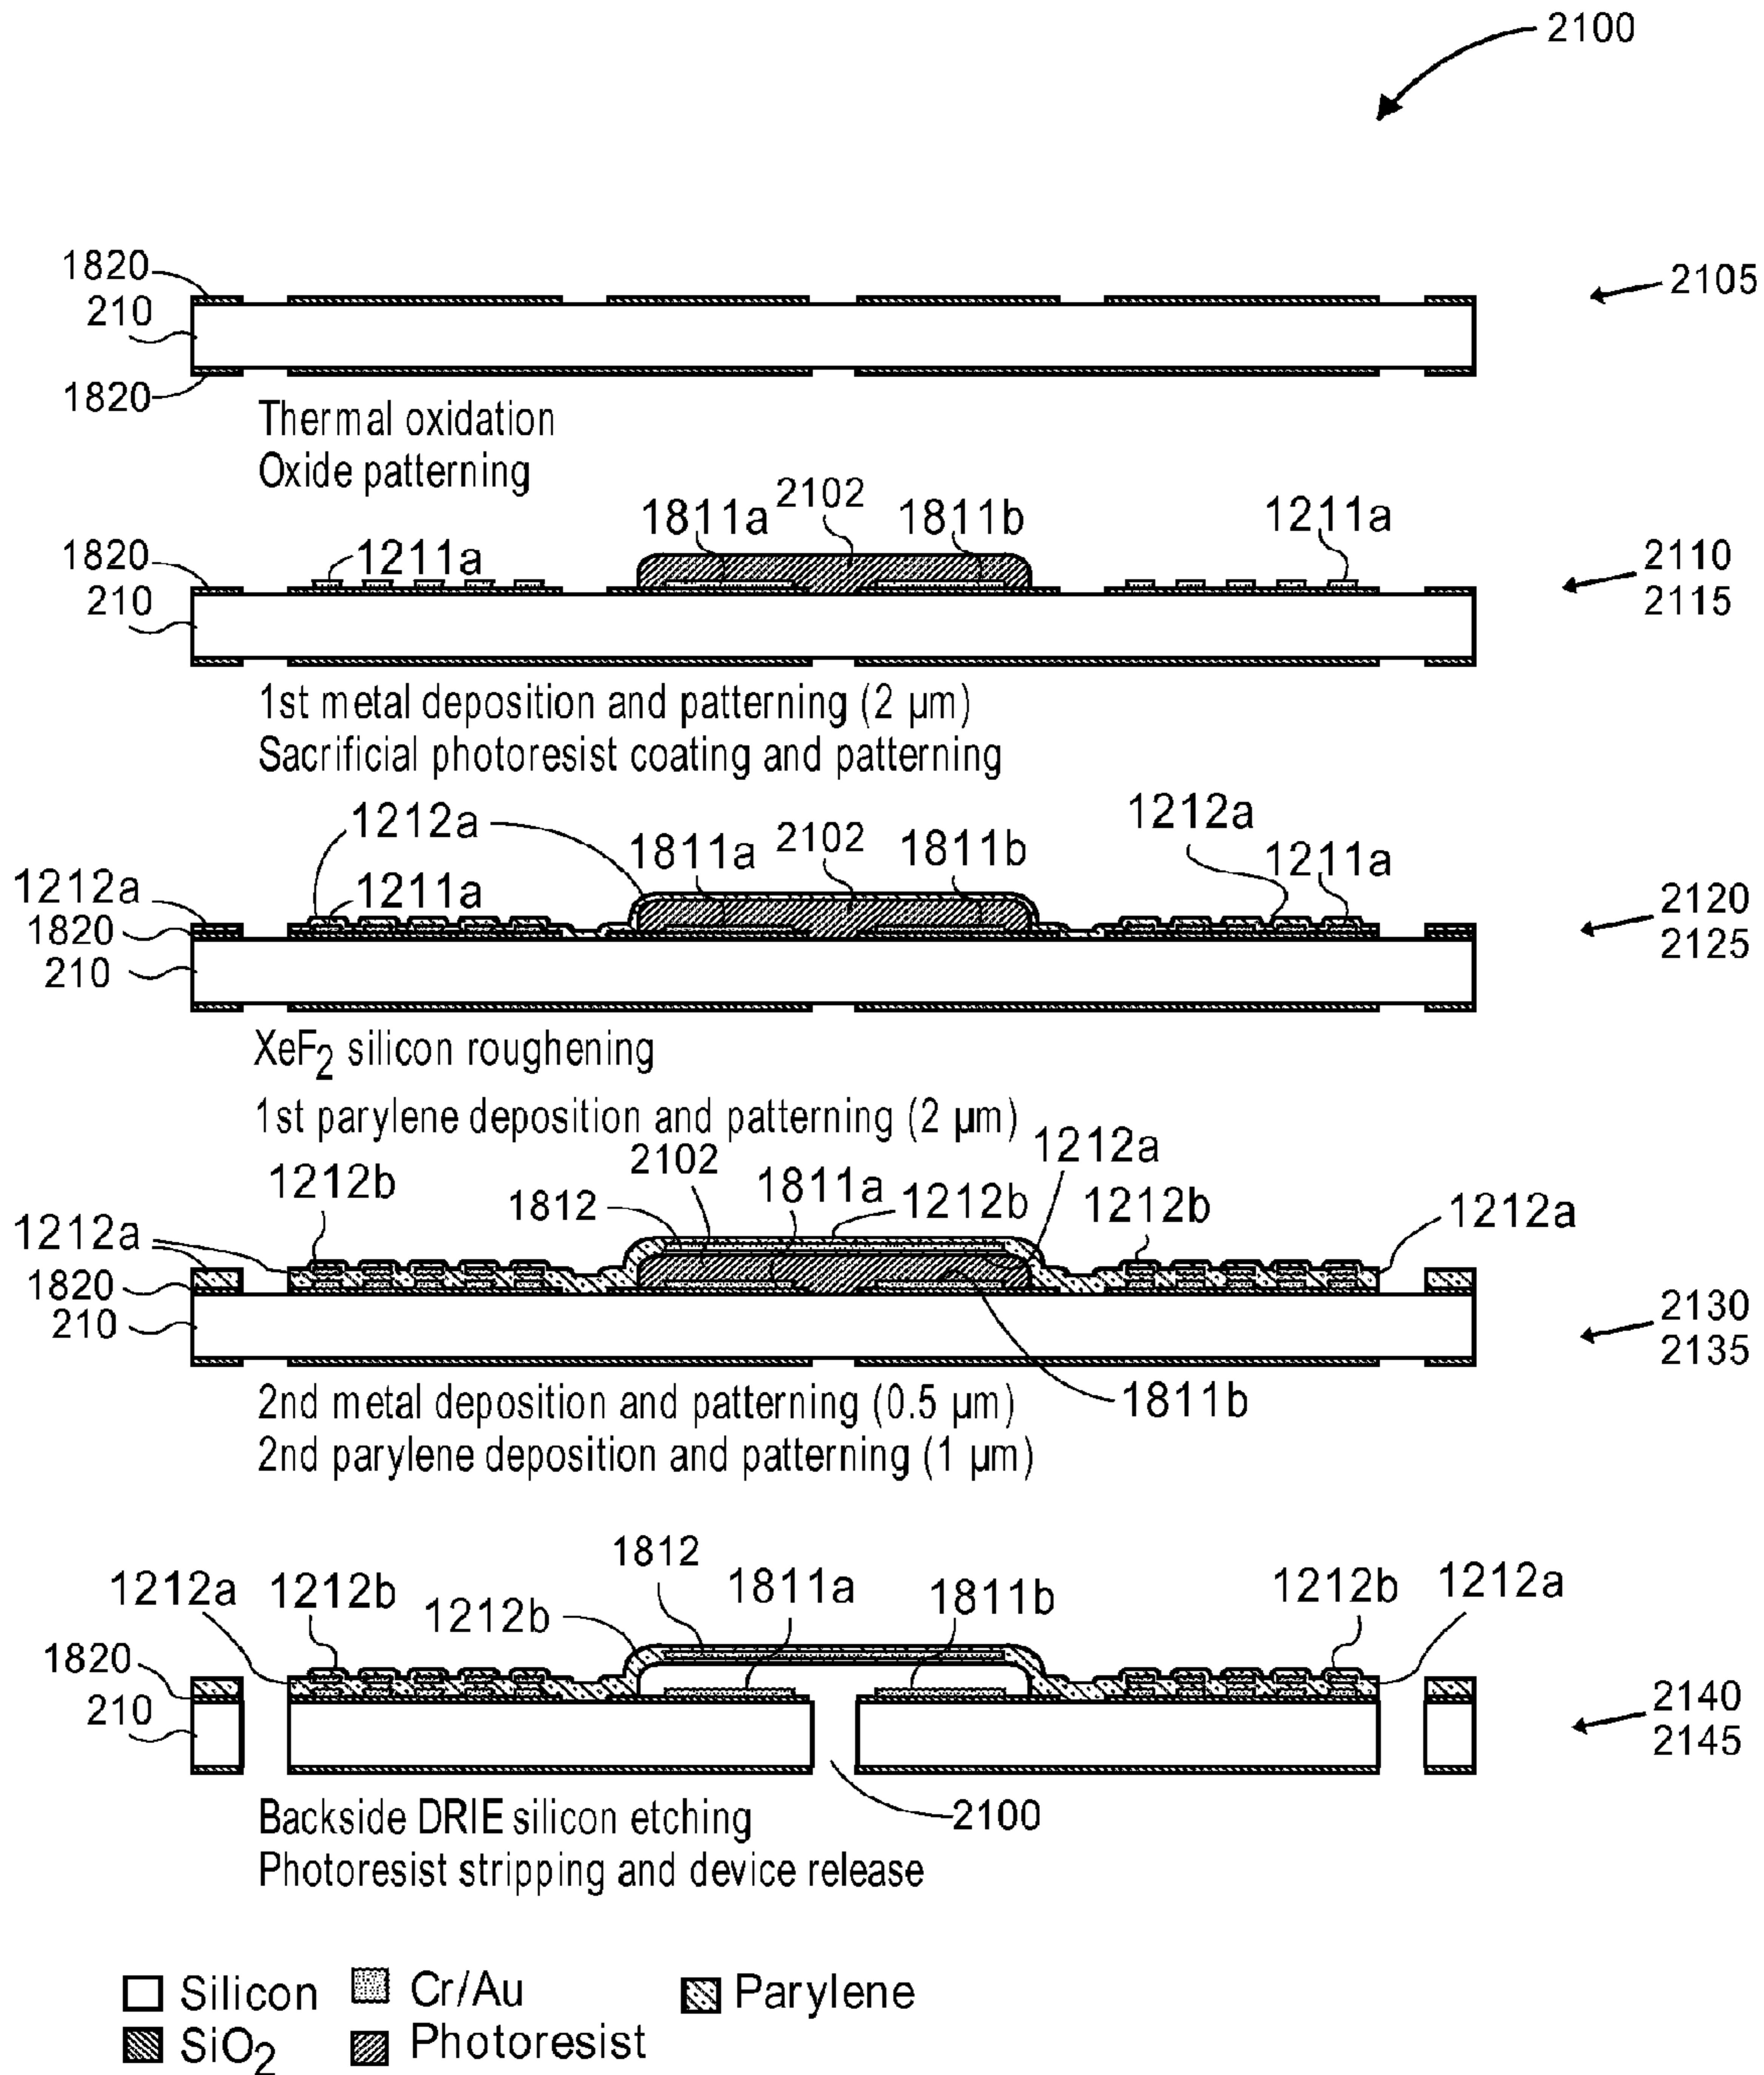 2100
1820
210
1820
2105
Thermal oxidation
Oxide patterning
1820
210
1211a
1811a
2102
1811b
1211a
2110
2115
1st metal deposition and patterning (2 µm)
Sacrificial photoresist coating and patterning
1212a
1820
210
1212a
1211a
1811a
2102
1811b
1212a
1211a
2120
2125
XeF2 silicon roughening
1st parylene deposition and patterning (2 µm)
1212a
1820
210
1212b
1812
2102
1811a
1212b
1212a
1212b
1212a
1811b
2130
2135
2nd metal deposition and patterning (0.5 µm)
2nd parylene deposition and patterning (1 µm)
1820
210
1212a
1212b
1212b
1812
1811a
1811b
1212b
1212a
2140
2145
2100
Backside DRIE silicon etching
Photoresist stripping and device release
Silicon
Cr/Au
Parylene
SiO2
Photoresist